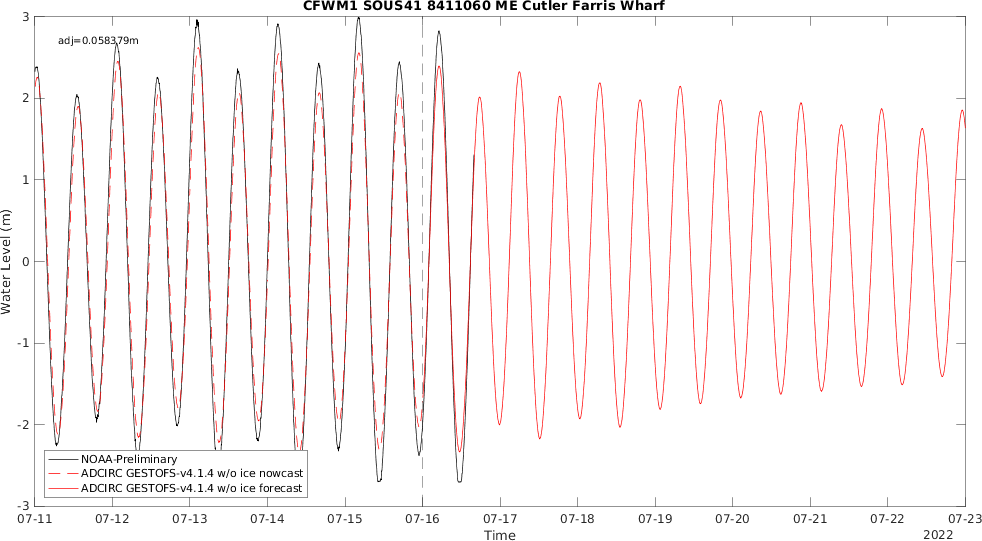 CFWM1 SOUS41 8411060 ME Cutler Farris Wharf
adj=0.058379m
3
2
1
0
-1
-2
-3
Water Level (m)
NOAA-Preliminary
ADCIRC GESTOFS-v4.1.4 w/o ice nowcast
ADCIRC GESTOFS-v4.1.4 w/o ice forecast
07-11 07-12 07-13 07-14 07-15 07-16 07-17 07-18 07-19 07-20 07-21 07-22 07-23
Time
2022